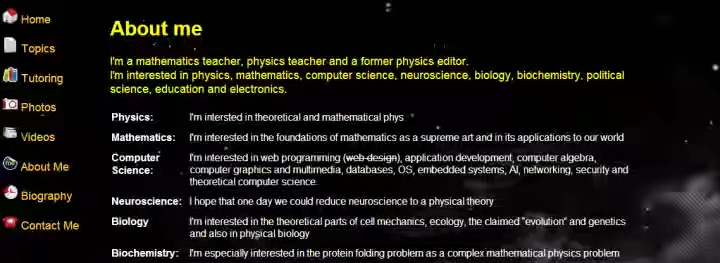 Home
Topics
Tutoring
Photos
Videos
About Me
Biography
Contact Me
About me
I'm a mathematics teacher, physics teacher and a former physics editor.
I'm interested in physics, mathematics, computer science, neuroscience, biology, biochemistry, political
science, education and electronics.
Physics: I'm intersted in theoretical and mathematical phys
Mathematics: I'm interested in the foundations of mathematics as a supreme art and in its applications to our world
Computer Science: I'm interested in web programming (web-design), application development, computer algebra,
computer graphics and multimedia, databases, OS, embedded systems, AI, networking, security and
theoretical computer science
Neuroscience: I hope that one day we could reduce neuroscience to a physical theory
Biology I'm interested in the theoretical parts of cell mechanics, ecology, the claimed "evolution" and genetics
and also in physical biology
Biochemistry: I'm especially interested in the protein folding problem as a complex mathematical physics problem